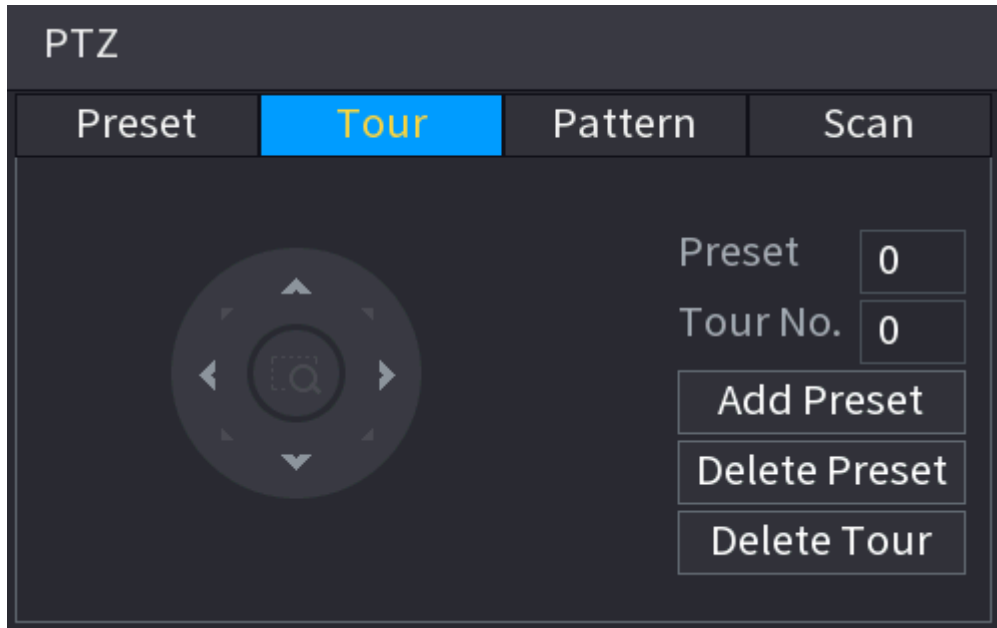 PTZ
Preset Tour Pattern Scan
Preset 0
Tour No. 0
Add Preset
Delete Preset
Delete Tour